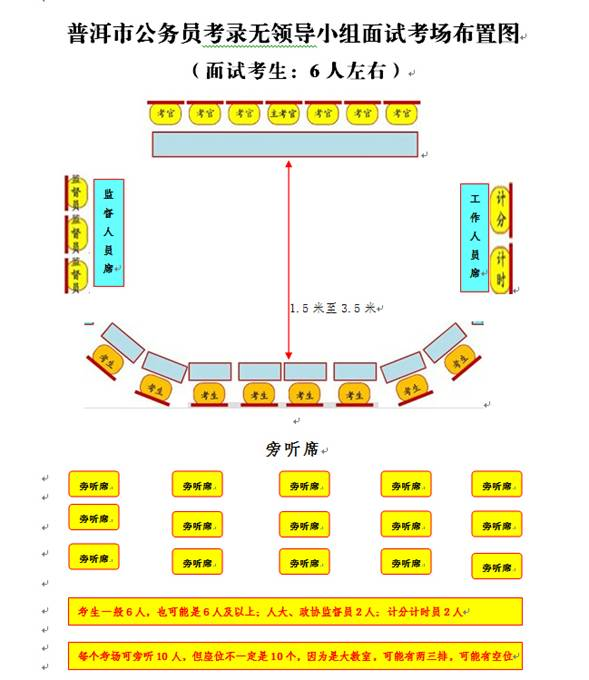 普洱市公务员考录无领导小组面试考场布置图
（面试考生：6人左右）
考官 考官 考官 主考官 考官 考官 考官
监督员
监督员
监督员
监督人员席
工作人员席
计分
计时
1.5米至3.5米
考生 考生 考生 考生 考生 考生 考生 考生
旁听席
旁听席 旁听席 旁听席 旁听席 旁听席
旁听席 旁听席 旁听席 旁听席 旁听席
旁听席 旁听席 旁听席 旁听席 旁听席
考生一般6人，也可能是6人及以上；人大、政协监督员2人；计分计时员2人
每个考场可旁听10人，但座位不一定是10个，因为是大教室，可能有两三排，可能有空位